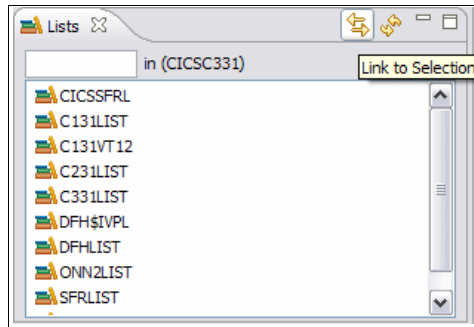 Lists
in (CICSC331)
Link to Selection
CICSSFRL
C131LIST
C131VT12
C231LIST
C331LIST
DFH$IVPL
DFHLIST
ONN2LIST
SFRLIST